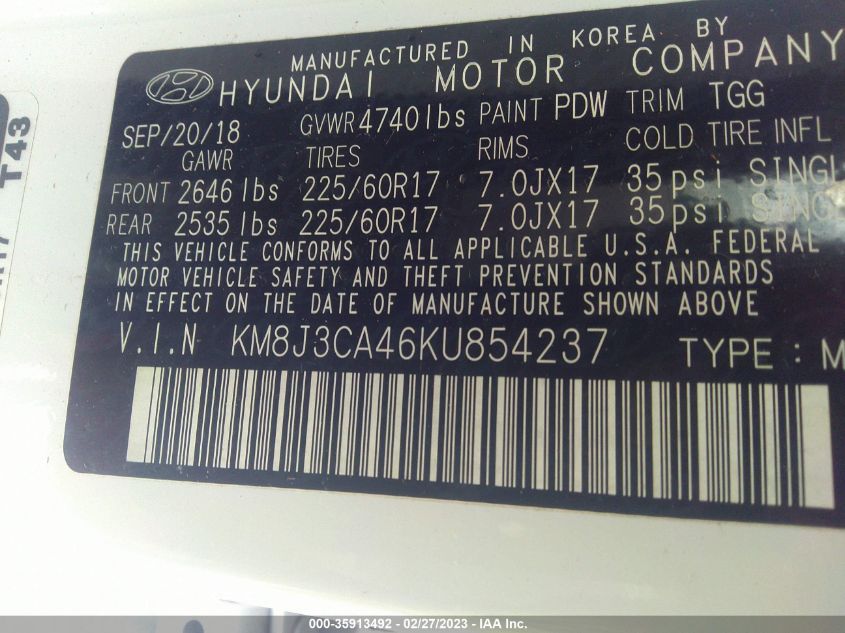 MANUFACTURED IN KOREA BY
HYUNDAI MOTOR COMPANY
SEP/20/18 GVWR 4740lbs PAINT PDW TRIM TGG
GAWR TIRES RIMS COLD TIRE INFL
FRONT 2646 lbs 225/60R17 7.0JX17 35psi SINGL
REAR 2535 lbs 225/60R17 7.0JX17 35psi SINGL
THIS VEHICLE CONFORMS TO ALL APPLICABLE U.S.A. FEDERAL
MOTOR VEHICLE SAFETY AND THEFT PREVENTION STANDARDS
IN EFFECT ON THE DATE OF MANUFACTURE SHOWN ABOVE.
V.I.N KM8J3CA46KU854237 TYPE : M
T43
000-35913492 - 02/27/2023 - IAA Inc.